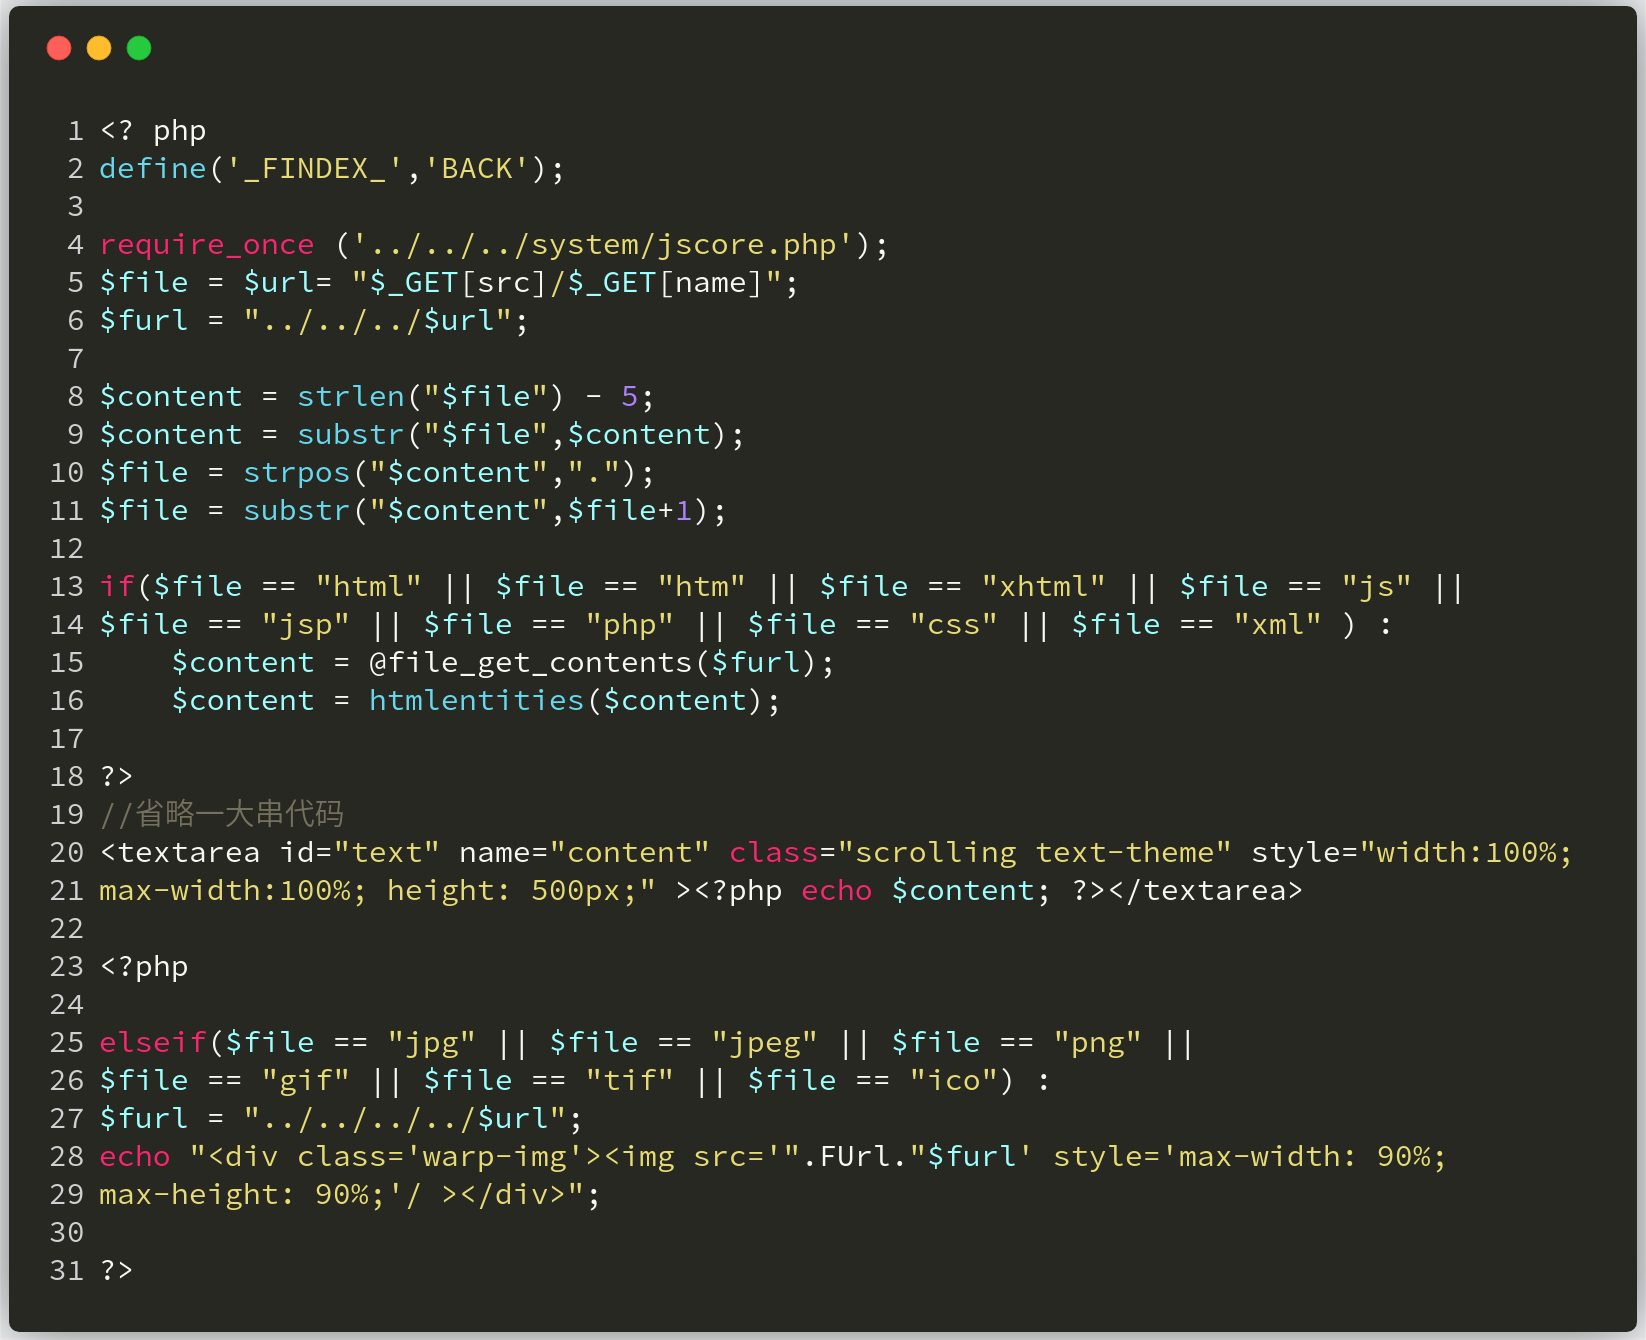 1 <? php
2 define('_FINDEX_','BACK');
3
4 require_once ('../../../system/jscore.php');
5 $file = $url= "$_GET[src]/$_GET[name]";
6 $furl = "../../../$url";
7
8 $content = strlen("$file") - 5;
9 $content = substr("$file",$content);
10 $file = strpos("$content",".");
11 $file = substr("$content",$file+1);
12
13 if($file == "html" || $file == "htm" || $file == "xhtml" || $file == "js" ||
14 $file == "jsp" || $file == "php" || $file == "css" || $file == "xml" ) :
15     $content = @file_get_contents($furl);
16     $content = htmlentities($content);
17
18 ?>
19 //省略一大串代码
20 <textarea id="text" name="content" class="scrolling text-theme" style="width:100%;
21 max-width:100%; height: 500px;" ><?php echo $content; ?></textarea>
22
23 <?php
24
25 elseif($file == "jpg" || $file == "jpeg" || $file == "png" ||
26 $file == "gif" || $file == "tif" || $file == "ico") :
27 $furl = "../../../../$url";
28 echo "<div class='warp-img'><img src='".FUrl."$furl' style='max-width: 90%;
29 max-height: 90%;'/ ></div>";
30
31 ?>